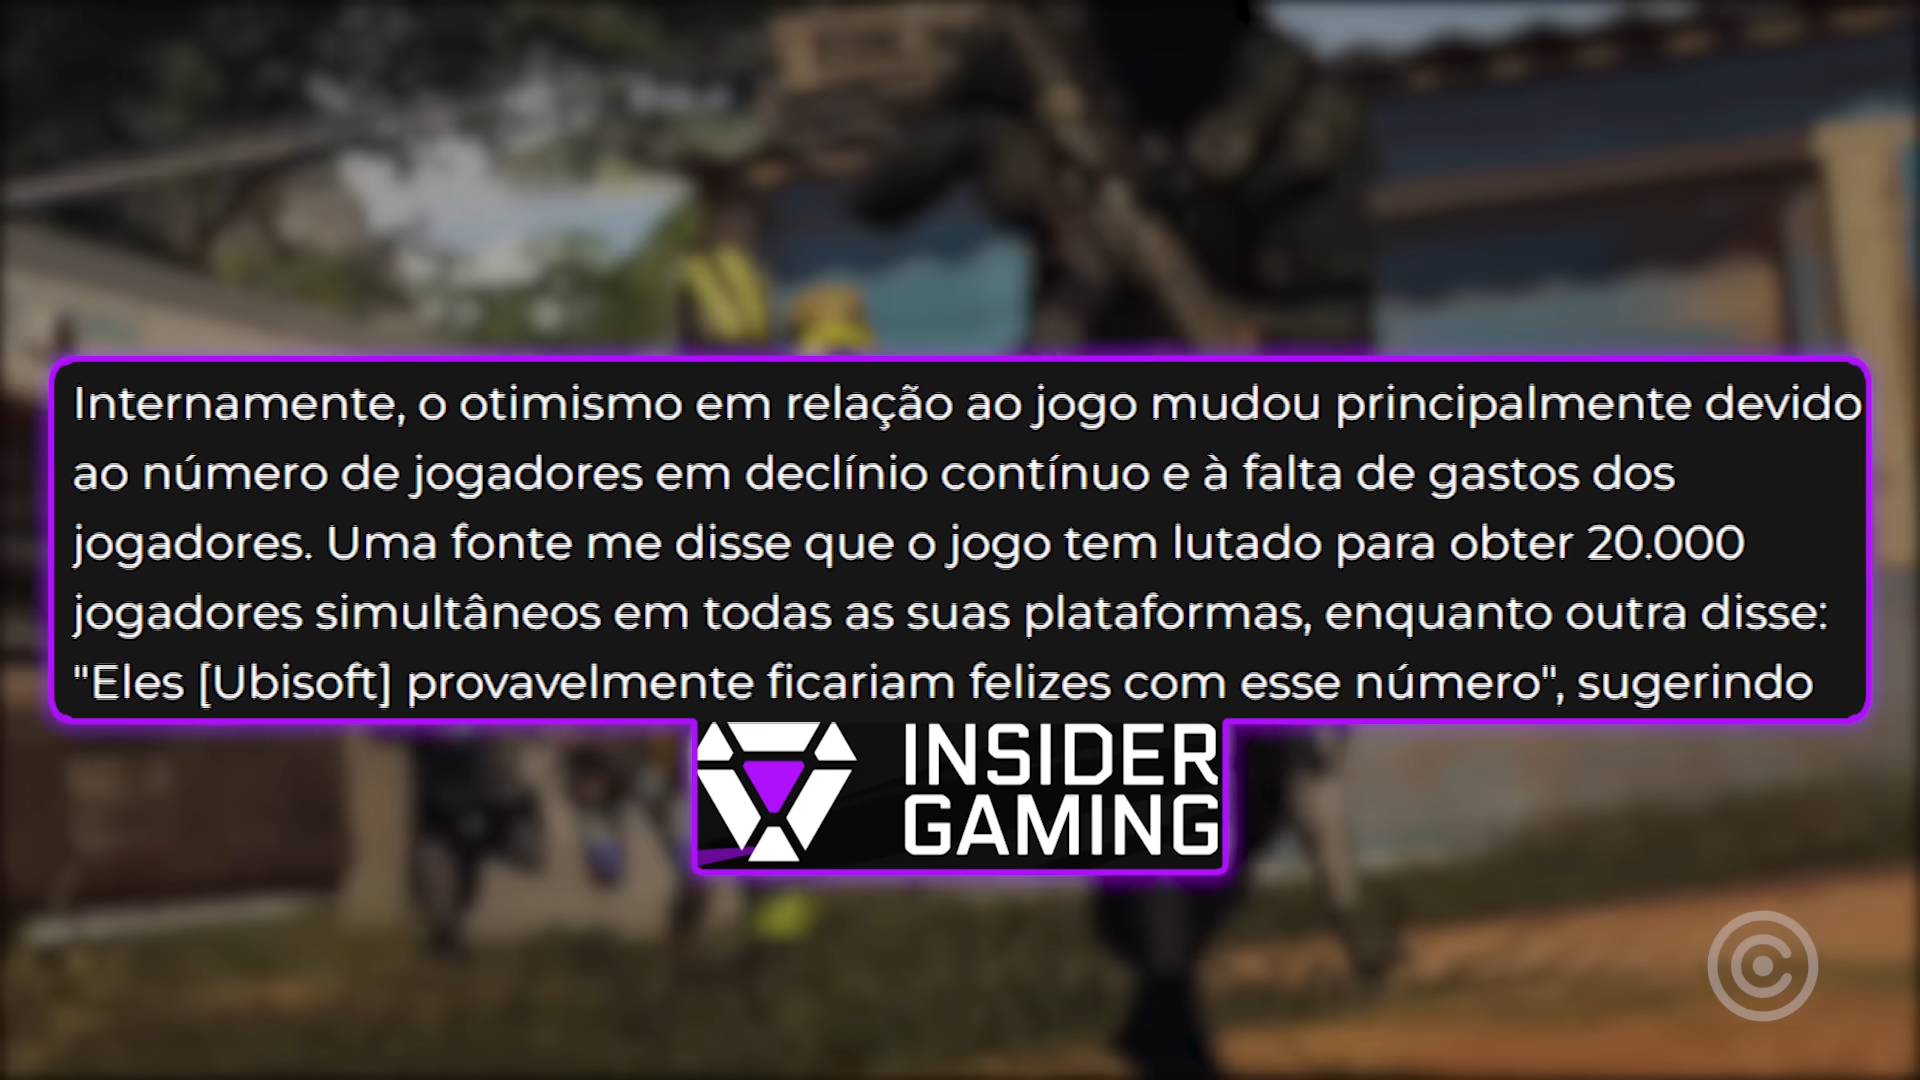 Internamente, o otimismo em relação ao jogo mudou principalmente devido
ao número de jogadores em declínio contínuo e à falta de gastos dos
jogadores. Uma fonte me disse que o jogo tem lutado para obter 20.000
jogadores simultâneos em todas as suas plataformas, enquanto outra disse:
"Eles [Ubisoft] provavelmente ficariam felizes com esse número", sugerindo
INSIDER
GAMING